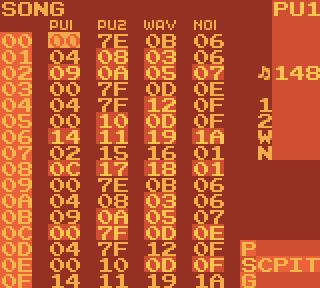 SONG PU1
PU1 PU2 WAV NOI
00 00 7E 0B 06
01 04 08 03 06
02 09 0A 05 07 148
03 00 7F 0D 0E
04 04 7F 12 0F 1
05 00 10 0D 0F 2
06 14 11 19 1A W
07 02 15 16 01 N
08 0C 17 18 01
09 00 7E 0B 06
0A 04 08 03 06
0B 09 0A 05 07
0C 00 7F 0D 0E
0D 04 7F 12 0F P
0E 00 10 0D 0F SCPIT
0F 14 11 19 1A G